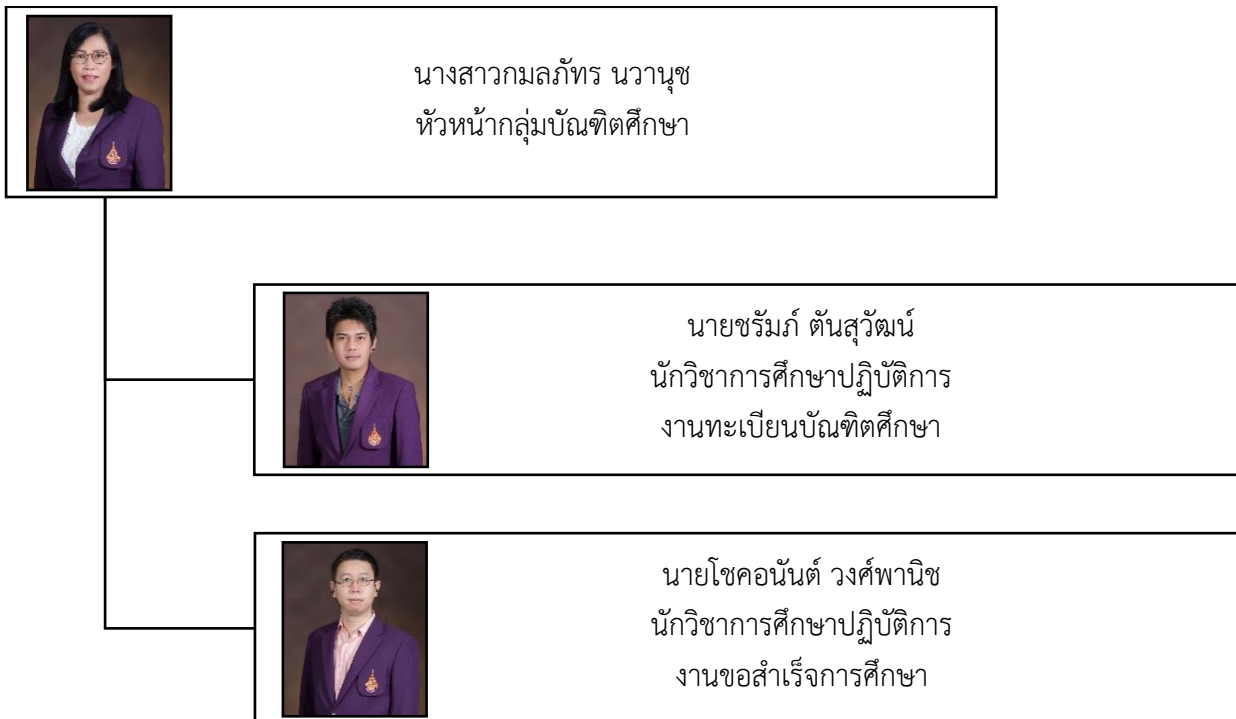 นางสาวกมลภัทร นวานุช
หัวหน้ากลุ่มบัณฑิตศึกษา
นายชรัมภ์ ตันสุวัฒน์
นักวิชาการศึกษาปฏิบัติการ
งานทะเบียนบัณฑิตศึกษา
นายโชคอนันต์ วงศ์พานิช
นักวิชาการศึกษาปฏิบัติการ
งานขอสำเร็จการศึกษา